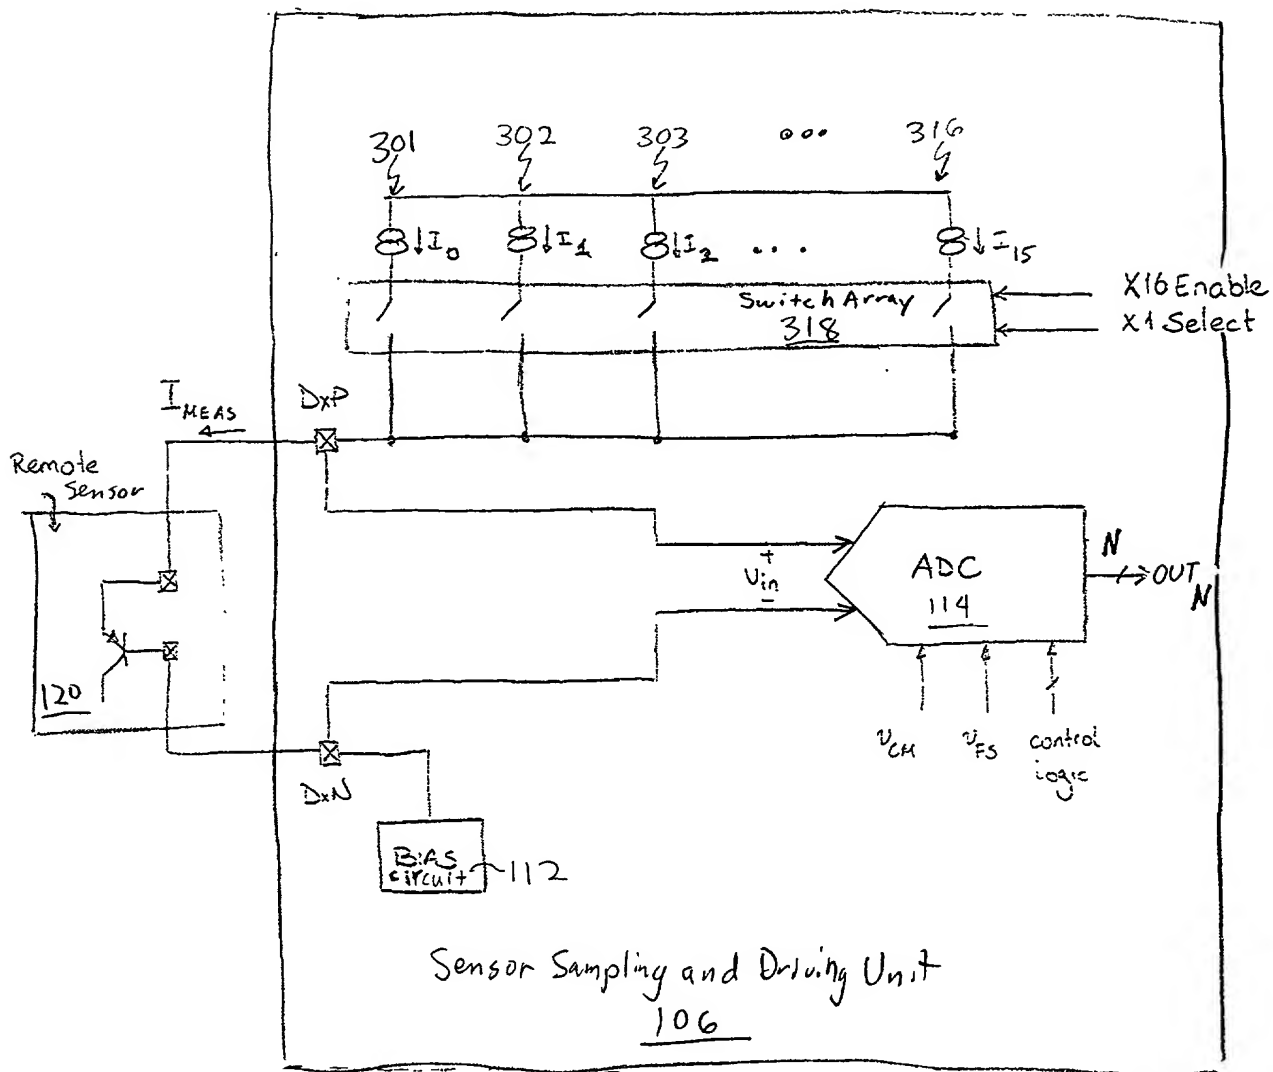 301 302 303 ... 316
I0 I1 I2 ... I15
Switch Array
318
X16 Enable
X1 Select
IMEAS
DxP
Remote
Sensor
120
+
Vin
-
ADC
114
N
OUTN
VCM VFS control
logic
DxN
BiAS
circuit
112
Sensor Sampling and Driving Unit
106